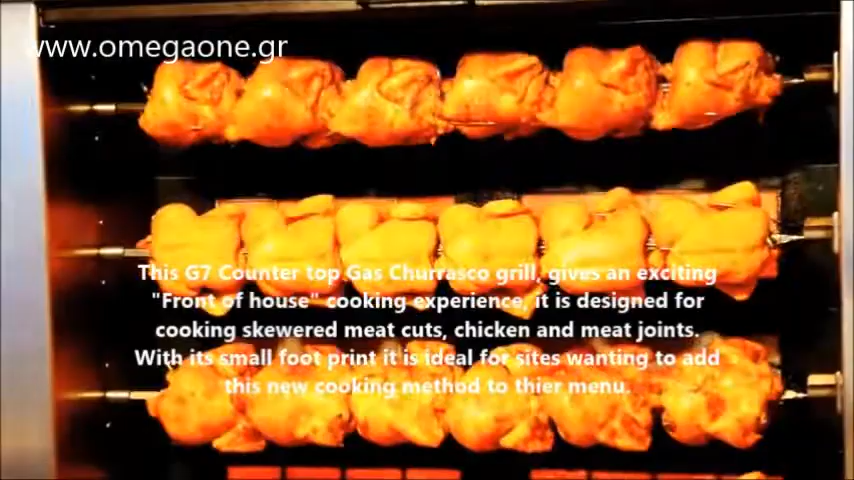 www.omegaone.gr
This G7 Counter top Gas Churrasco grill, gives an exciting
"Front of house" cooking experience, it is designed for
cooking skewered meat cuts, chicken and meat joints.
With its small foot print it is ideal for sites wanting to add
this new cooking method to thier menu.